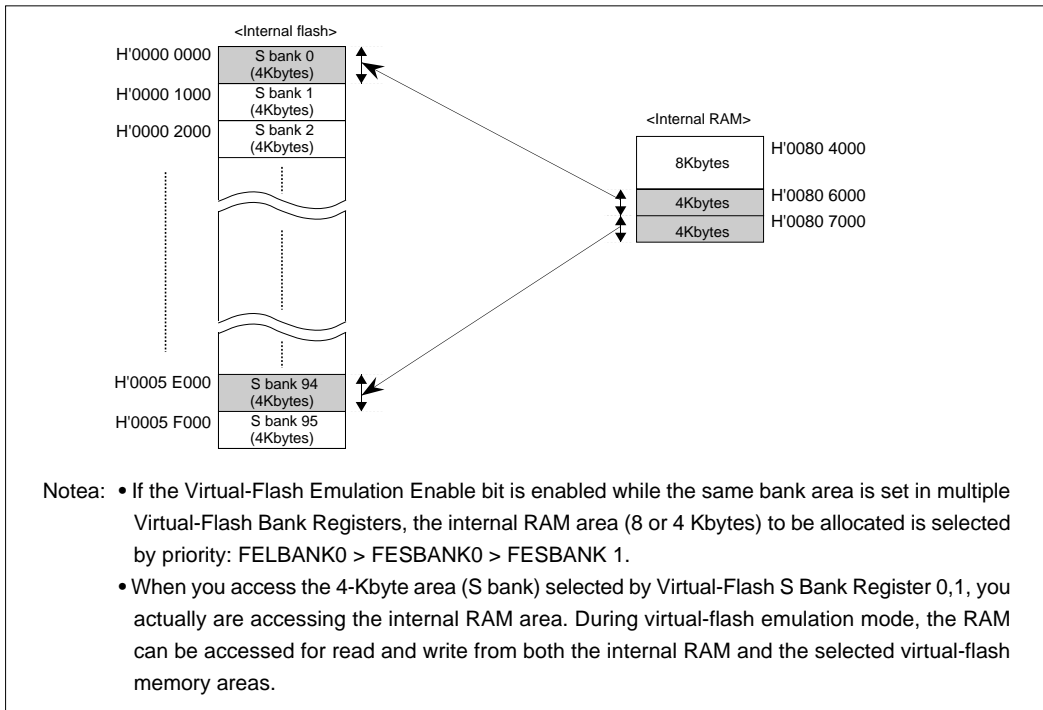 <Internal flash>
H'0000 0000
S bank 0
(4Kbytes)
H'0000 1000
S bank 1
(4Kbytes)
H'0000 2000
S bank 2
(4Kbytes)
<Internal RAM>
8Kbytes
H'0080 4000
4Kbytes
H'0080 6000
4Kbytes
H'0080 7000
H'0005 E000
S bank 94
(4Kbytes)
H'0005 F000
S bank 95
(4Kbytes)
Notea: • If the Virtual-Flash Emulation Enable bit is enabled while the same bank area is set in multiple
Virtual-Flash Bank Registers, the internal RAM area (8 or 4 Kbytes) to be allocated is selected
by priority: FELBANK0 > FESBANK0 > FESBANK 1.
• When you access the 4-Kbyte area (S bank) selected by Virtual-Flash S Bank Register 0,1, you
actually are accessing the internal RAM area. During virtual-flash emulation mode, the RAM
can be accessed for read and write from both the internal RAM and the selected virtual-flash
memory areas.